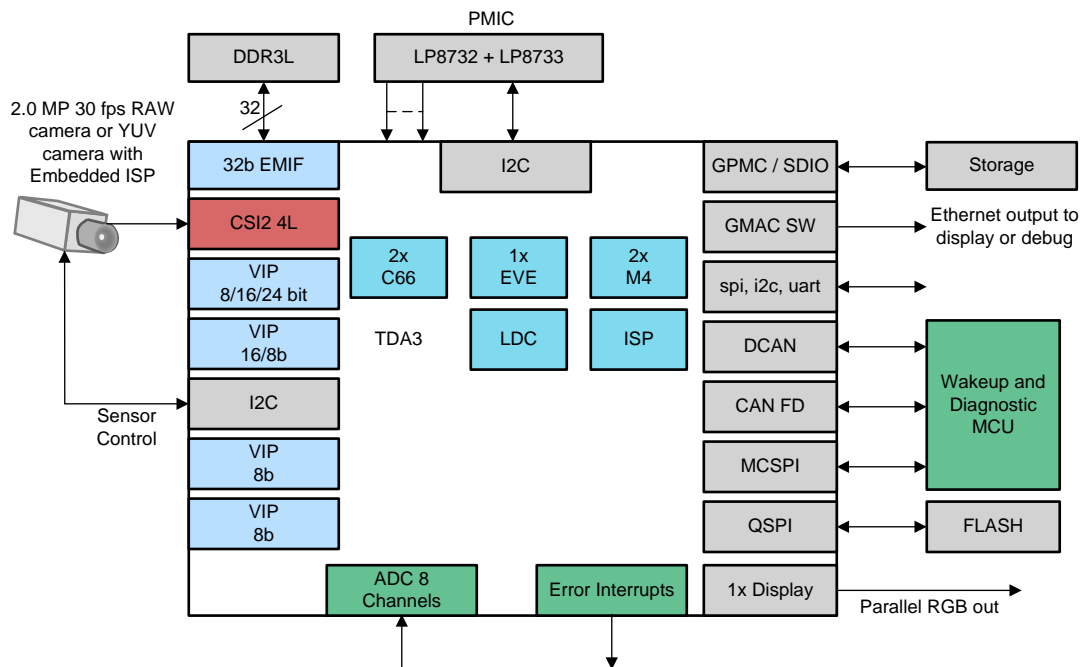 PMIC
DDR3L
LP8732 + LP8733
32
2.0 MP 30 fps RAW
camera or YUV
camera with
Embedded ISP
32b EMIF
I2C
GPMC / SDIO
Storage
CSI2 4L
GMAC SW
Ethernet output to
display or debug
VIP
8/16/24 bit
2x
C66
1x
EVE
2x
M4
spi, i2c, uart
VIP
16/8b
TDA3
LDC
ISP
DCAN
Wakeup and
Diagnostic
MCU
I2C
Sensor
Control
CAN FD
VIP
8b
MCSPI
VIP
8b
QSPI
FLASH
ADC 8
Channels
Error Interrupts
1x Display
Parallel RGB out